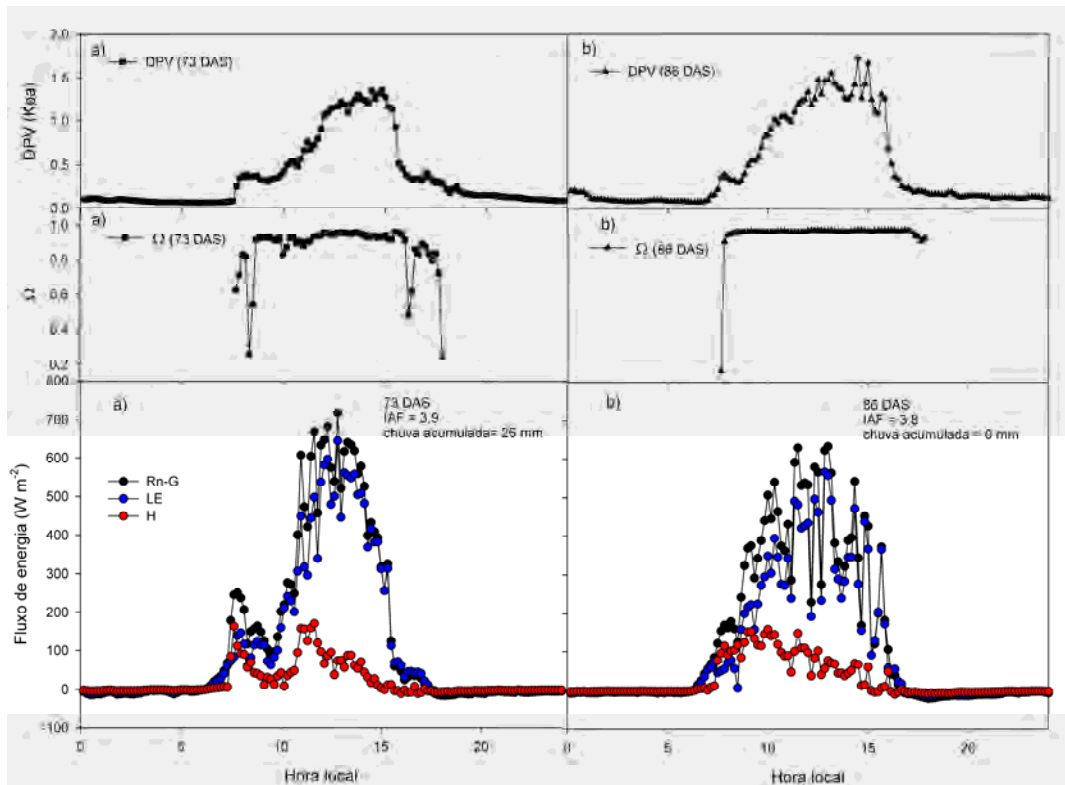 a)
DPV (73 DAS)
b)
DPV (86 DAS)
DPV (Kpa)
2.0
1.5
1.0
0.5
0.0
a)
Ω (73 DAS)
b)
Ω (86 DAS)
Ω
1.0
0.8
0.6
0.4
0.2
a)
73 DAS
IAF = 3,9
chuva acumulada= 26 mm
b)
86 DAS
IAF = 3,8
chuva acumulada = 0 mm
Rn-G
LE
H
Fluxo de energia (W m-2)
800
700
600
500
400
300
200
100
0
-100
0 5 10 15 20
0 5 10 15 20
Hora local
Hora local